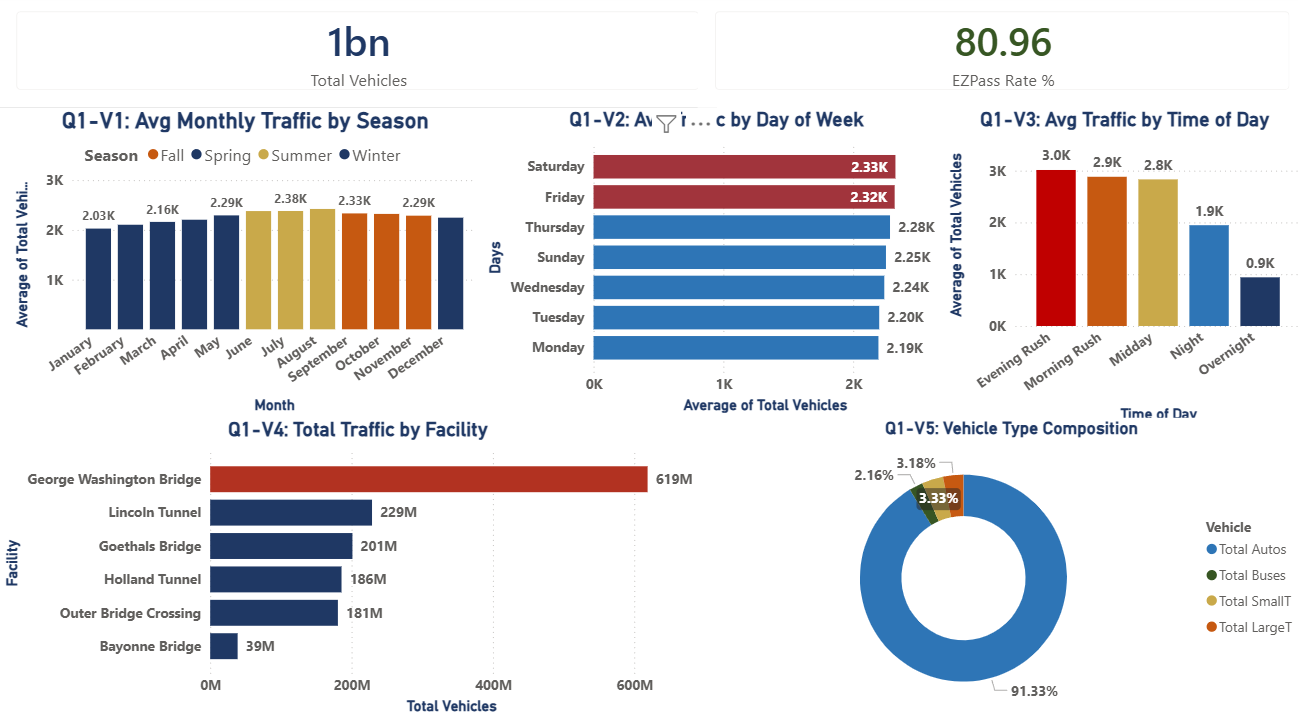 1bn
Total Vehicles
80.96
EZPass Rate %
Q1-V1: Avg Monthly Traffic by Season
Season Fall Spring Summer Winter
Average of Total Vehi...
3K
2K
1K
2.03K
2.16K
2.29K
2.38K
2.33K
2.29K
January
February
March
April
May
June
July
August
September
October
November
December
Month
Q1-V2: Av ... c by Day of Week
Days
Saturday 2.33K
Friday 2.32K
Thursday 2.28K
Sunday 2.25K
Wednesday 2.24K
Tuesday 2.20K
Monday 2.19K
0K 1K 2K
Average of Total Vehicles
Q1-V3: Avg Traffic by Time of Day
Average of Total Vehicles
3K
2K
1K
0K
3.0K
2.9K
2.8K
1.9K
0.9K
Evening Rush
Morning Rush
Midday
Night
Overnight
Time of Day
Q1-V4: Total Traffic by Facility
Facility
George Washington Bridge 619M
Lincoln Tunnel 229M
Goethals Bridge 201M
Holland Tunnel 186M
Outer Bridge Crossing 181M
Bayonne Bridge 39M
0M 200M 400M 600M
Total Vehicles
Q1-V5: Vehicle Type Composition
3.18%
2.16%
3.33%
91.33%
Vehicle
Total Autos
Total Buses
Total SmallT
Total LargeT